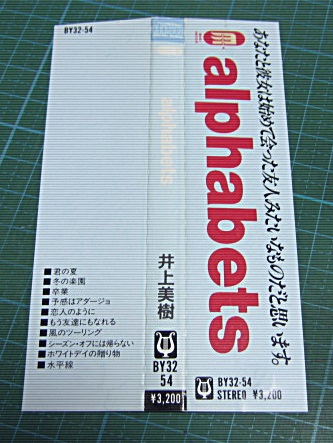 BY32-54
■君の夏
■冬の楽園
■卒業
■予感はアダージョ
■恋人のように
■もう友達にもなれる
■風のツーリング
■シーズン・オフには帰らない
■ホワイトデイの贈り物
■水平線
alphabets
井上美樹
BY32
54
¥3,200
あなたと彼女は始めて会った友人みたいなものだと思います。
alphabets
BY32-54
STEREO ¥3,200